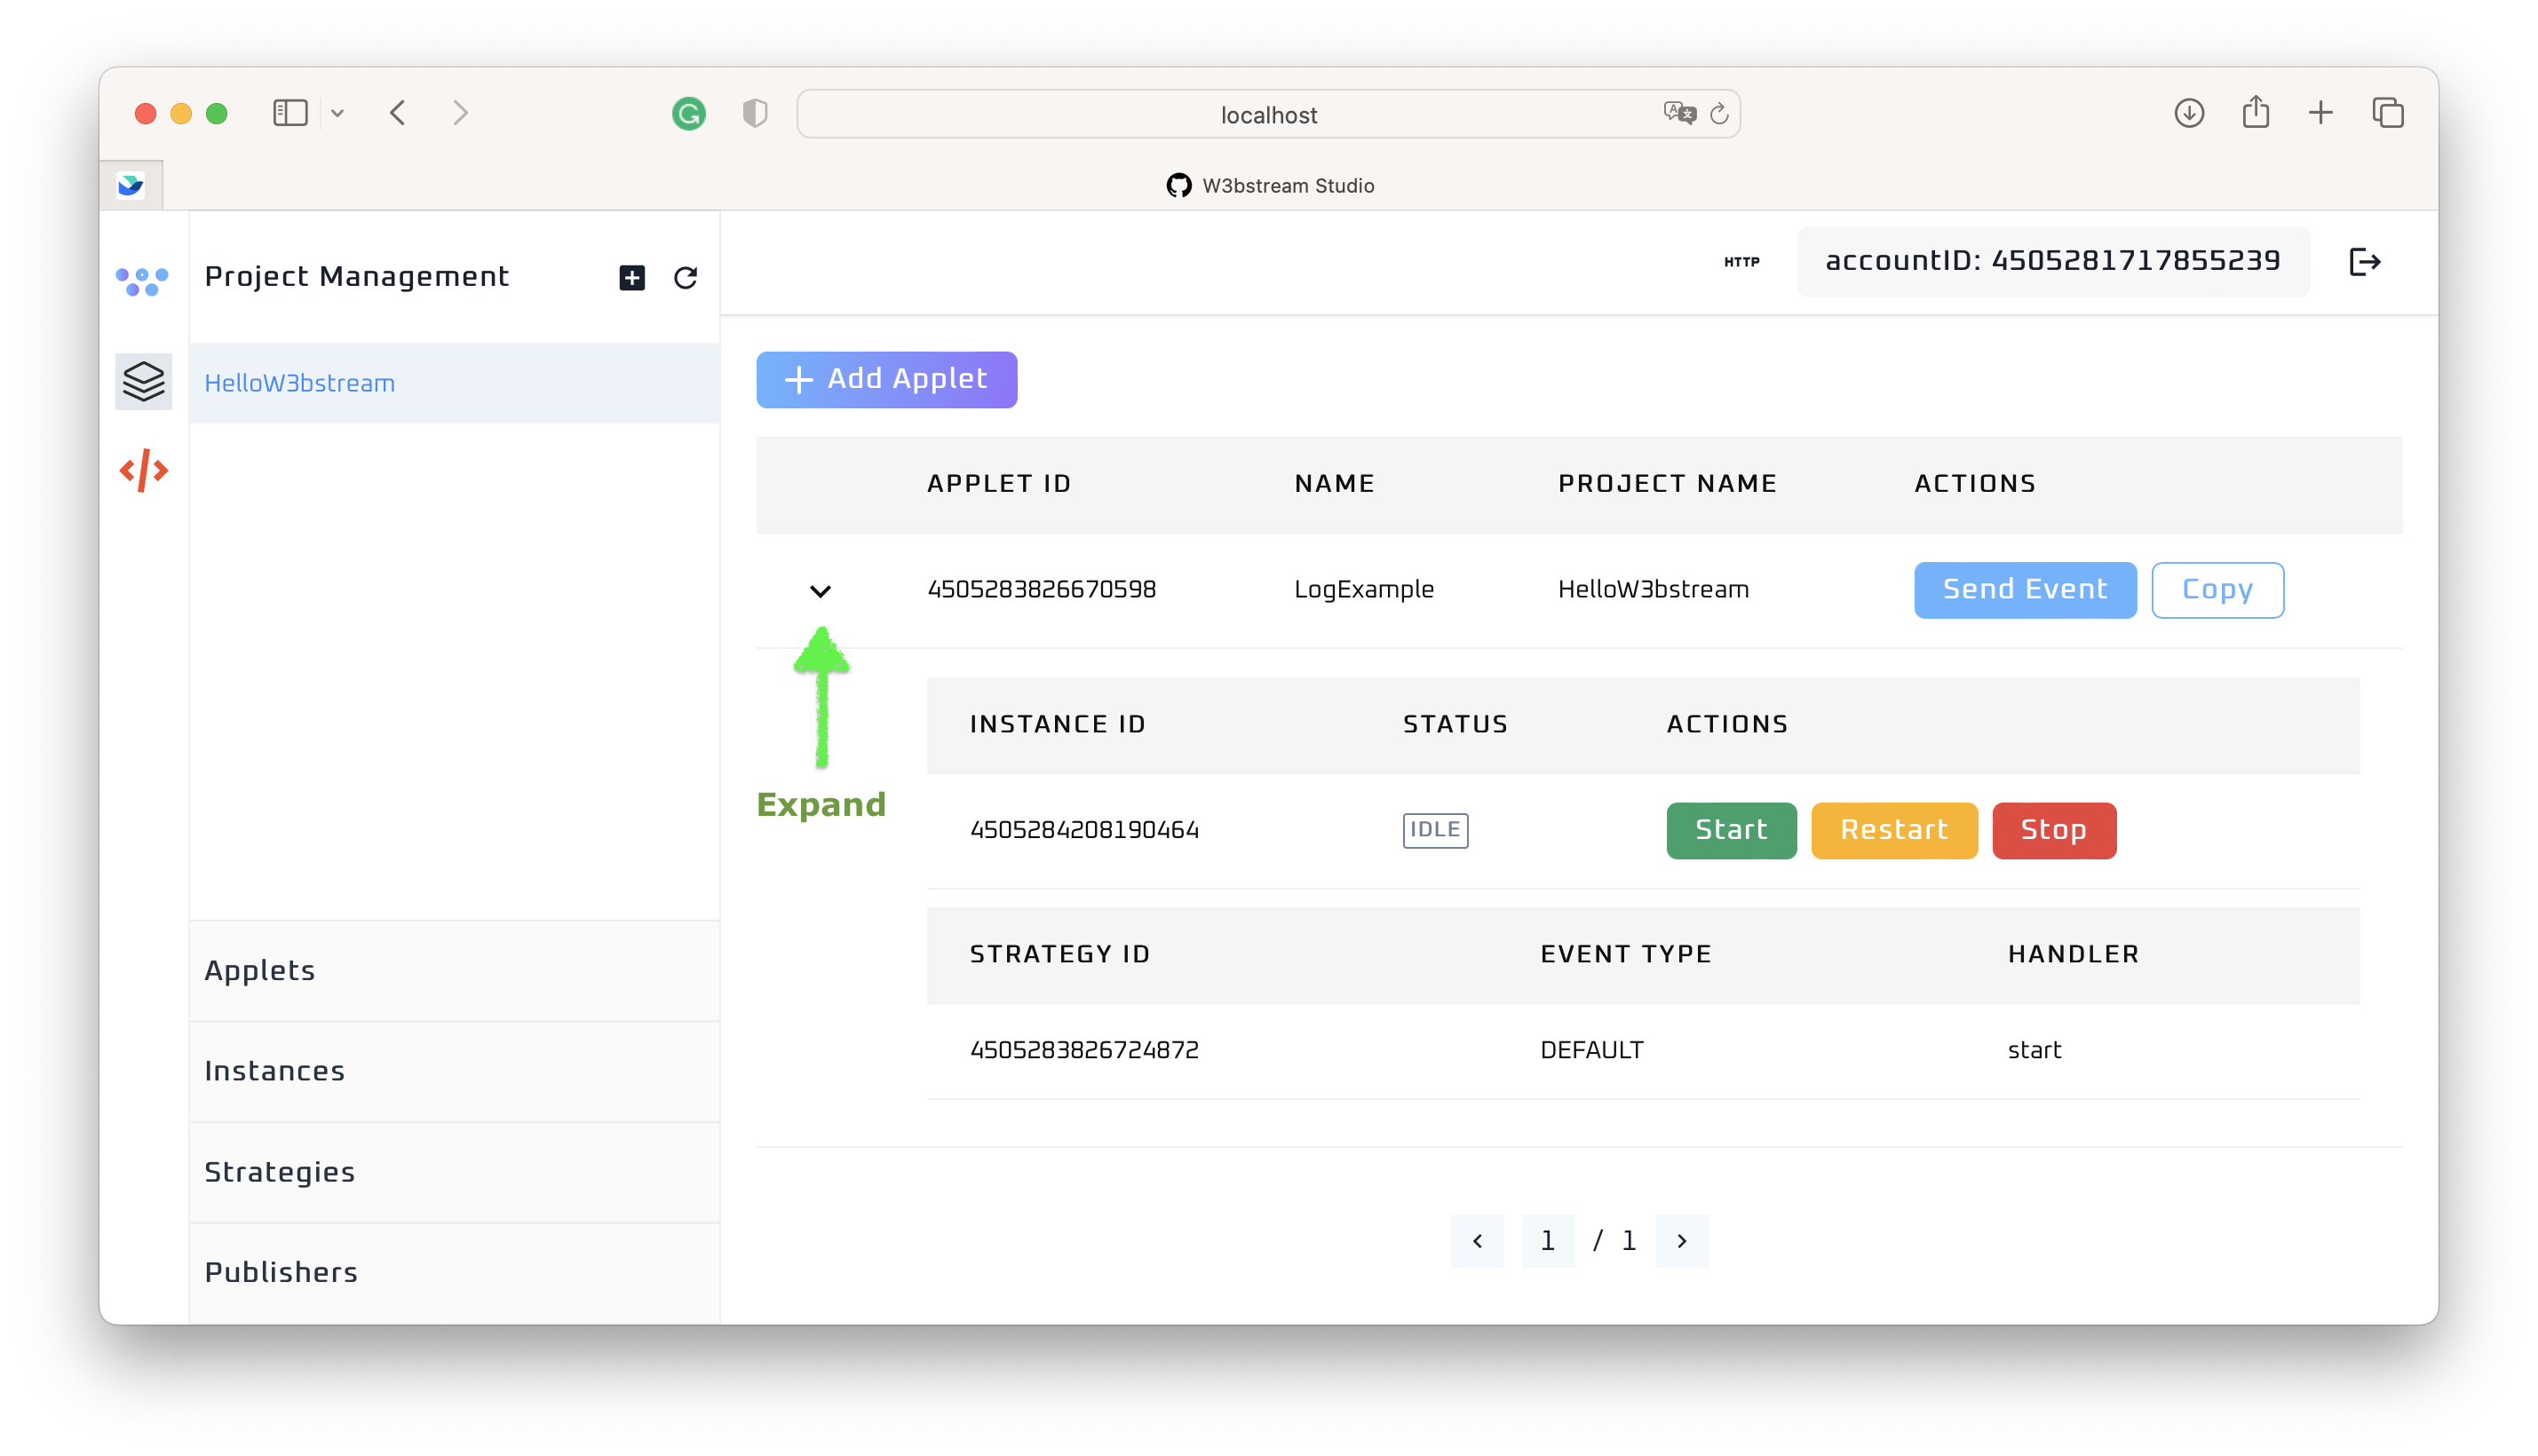 localhost
W3bstream Studio
Project Management
HTTP
accountID: 4505281717855239
HelloW3bstream
Add Applet
APPLET ID NAME PROJECT NAME ACTIONS
4505283826670598 LogExample HelloW3bstream Send Event Copy
INSTANCE ID STATUS ACTIONS
Expand
4505284208190464 IDLE Start Restart Stop
STRATEGY ID EVENT TYPE HANDLER
4505283826724872 DEFAULT start
Applets
Instances
Strategies
Publishers
1 / 1